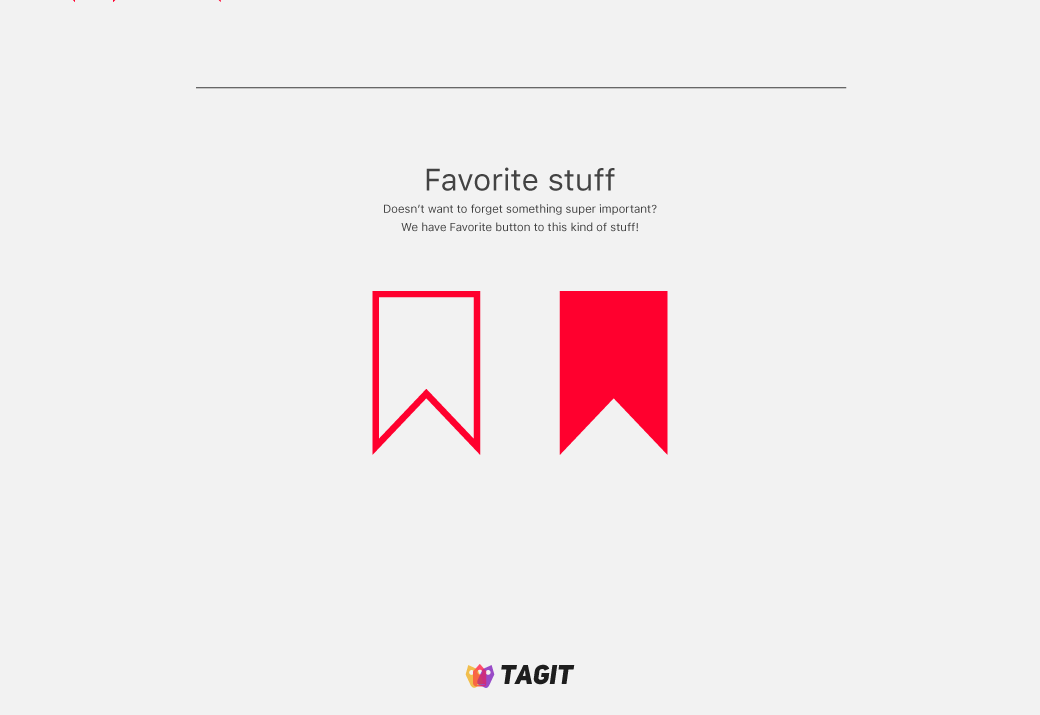 Favorite stuff
Doesn’t want to forget something super important?
We have Favorite button to this kind of stuff!
TAGIT